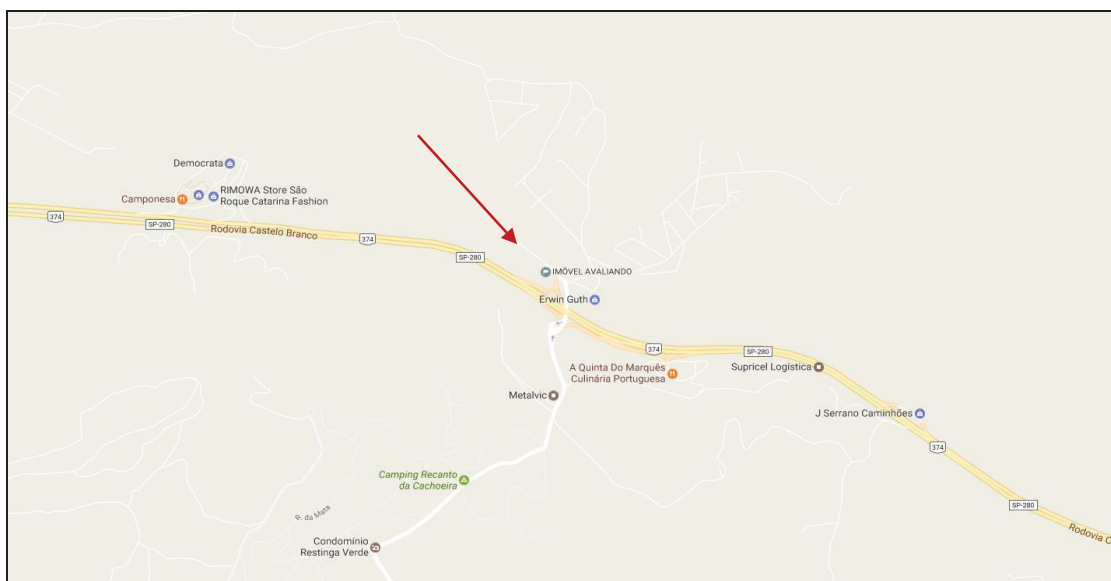 Democrata
RIMOWA Store São
Roque Catarina Fashion
Camponesa
374
SP-280
Rodovia Castelo Branco
374
SP-280
IMÓVEL AVALIANDO
Erwin Guth
374
SP-280
A Quinta Do Marquês
Culinária Portuguesa
Supricel Logística
Metalvic
J Serrano Caminhões
374
Camping Recanto
da Cachoeira
R. da Mata
SP-280
Condomínio
Restinga Verde
Rodovia C